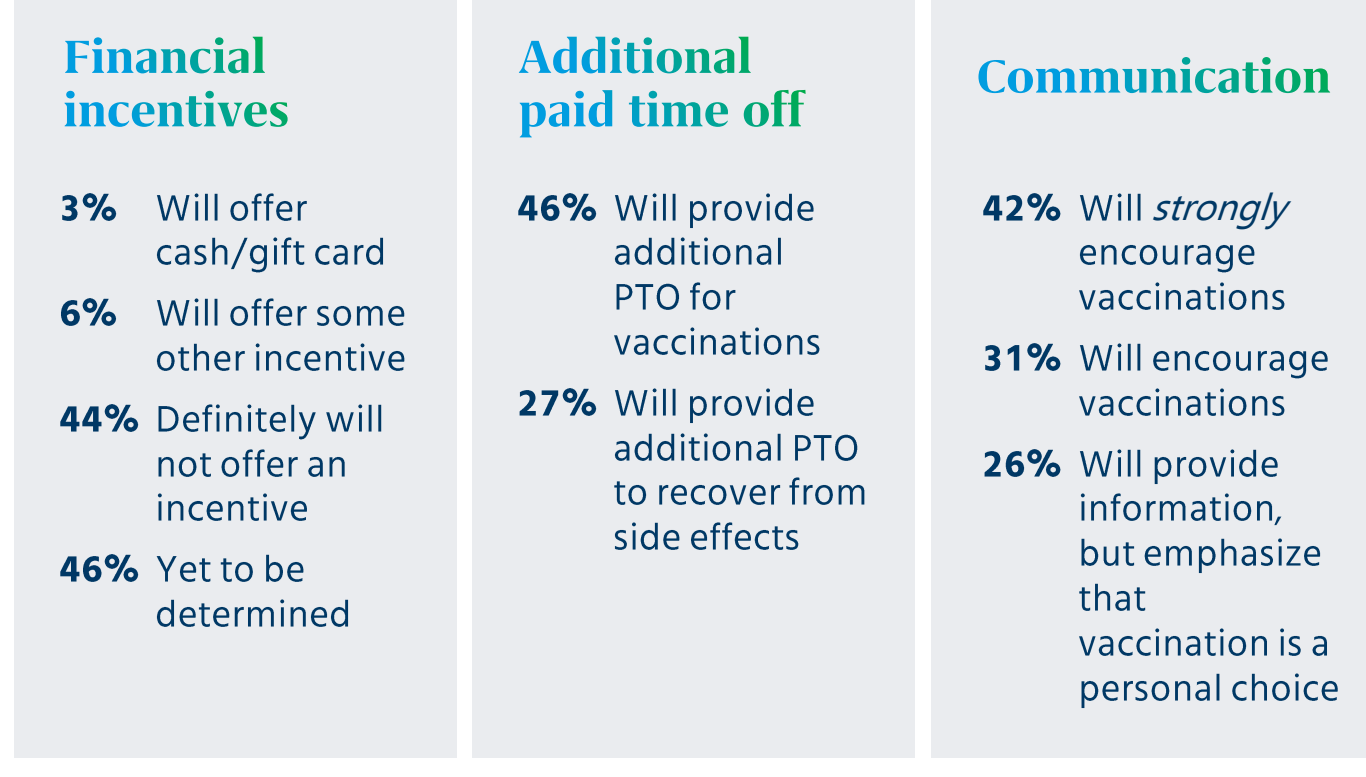 Financial
incentives
3% Will offer
cash/gift card
6% Will offer some
other incentive
44% Definitely will
not offer an
incentive
46% Yet to be
determined
Additional
paid time off
46% Will provide
additional
PTO for
vaccinations
27% Will provide
additional PTO
to recover from
side effects
Communication
42% Will strongly
encourage
vaccinations
31% Will encourage
vaccinations
26% Will provide
information,
but emphasize
that
vaccination is a
personal choice